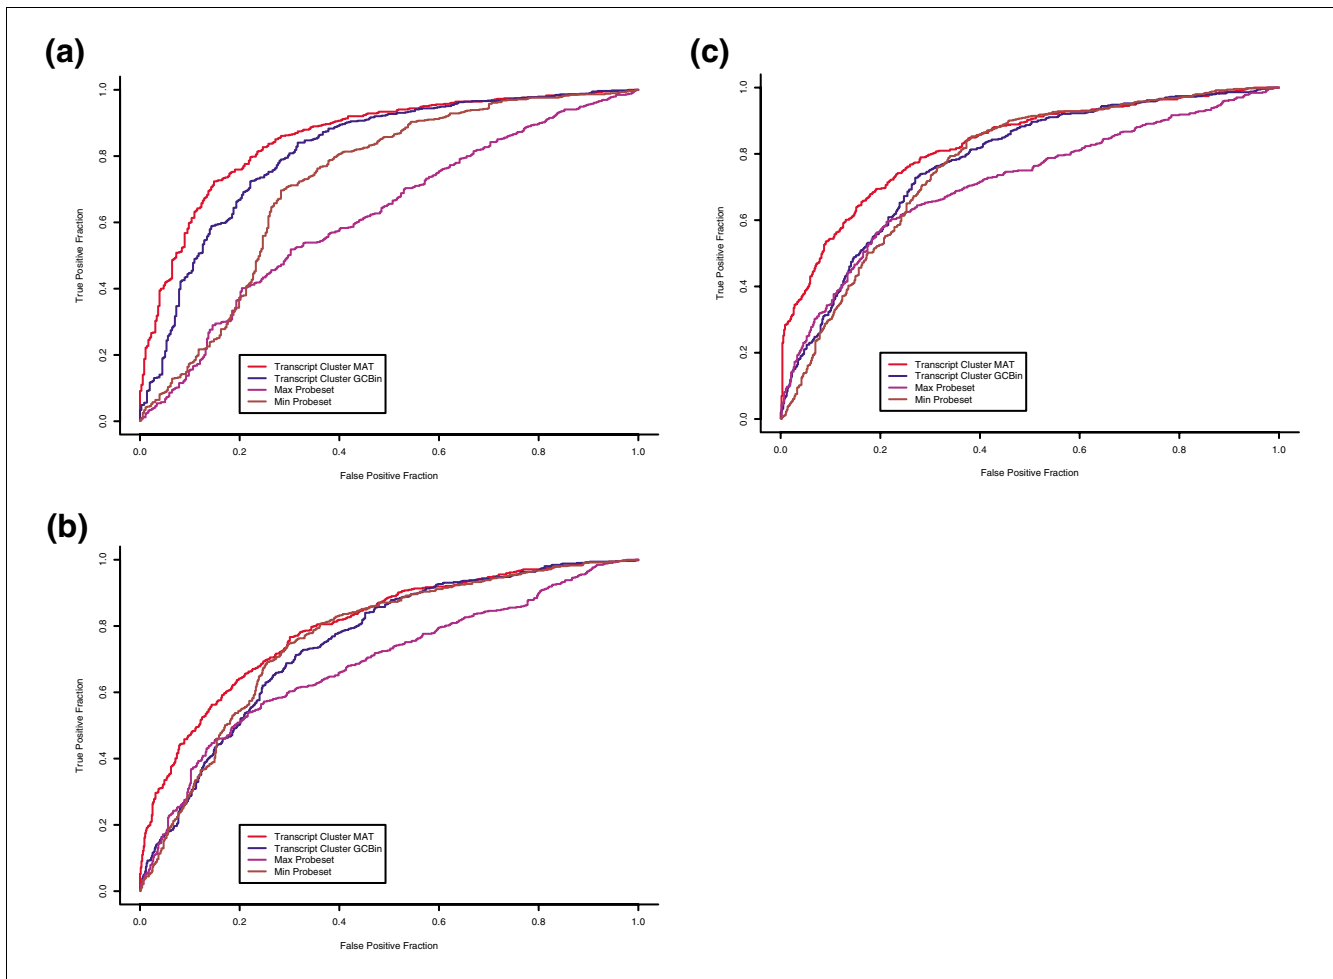 (a)
True Positive Fraction
1.0
0.8
0.6
0.4
0.2
0.0
Transcript Cluster MAT
Transcript Cluster GCBin
Max Probeset
Min Probeset
0.0 0.2 0.4 0.6 0.8 1.0
False Positive Fraction
(c)
True Positive Fraction
1.0
0.8
0.6
0.4
0.2
0.0
Transcript Cluster MAT
Transcript Cluster GCBin
Max Probeset
Min Probeset
0.0 0.2 0.4 0.6 0.8 1.0
False Positive Fraction
(b)
True Positive Fraction
1.0
0.8
0.6
0.4
0.2
0.0
Transcript Cluster MAT
Transcript Cluster GCBin
Max Probeset
Min Probeset
0.0 0.2 0.4 0.6 0.8 1.0
False Positive Fraction